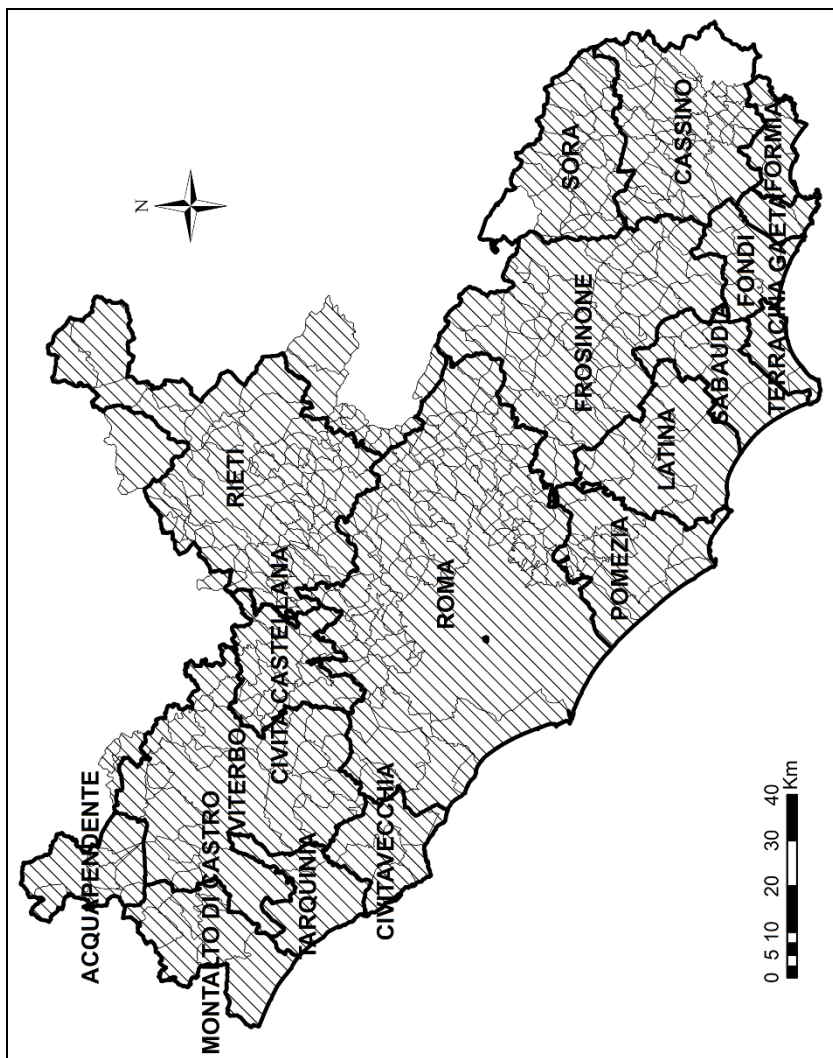 ACQUAPENDENTE
N
MONTALTO DI CASTRO
VITERBO
RIETI
CIVITA CASTELLANA
TARQUINIA
CIVITAVECCHIA
ROMA
SORA
FROSINONE
POMEZIA
LATINA
CASSINO
SABAUDIA
FONDI
TERRACINA
GAETA
FORMIA
0 5 10 20 30 40
Km